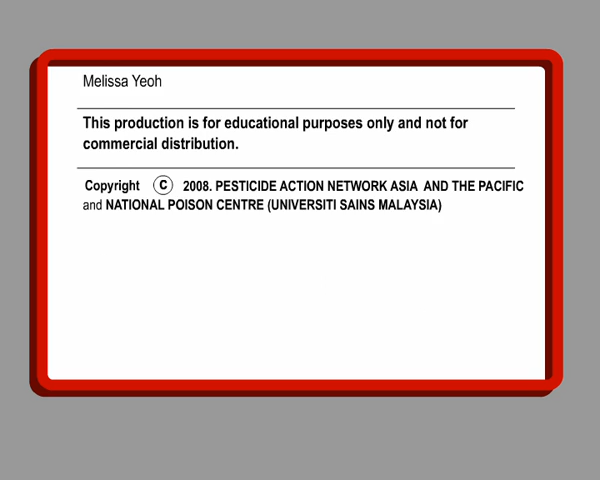 Melissa Yeoh
This production is for educational purposes only and not for
commercial distribution.
Copyright © 2008. PESTICIDE ACTION NETWORK ASIA AND THE PACIFIC
and NATIONAL POISON CENTRE (UNIVERSITI SAINS MALAYSIA)